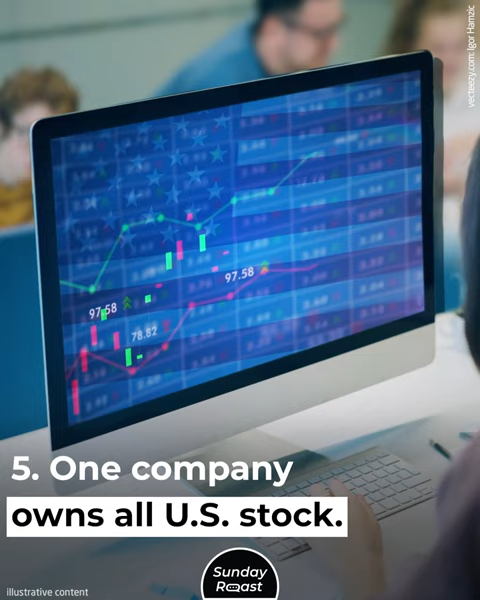 vecteezy.com: Igor Hamzic
97.58
97.58
78.82
5. One company
owns all U.S. stock.
Sunday
Roast
illustrative content